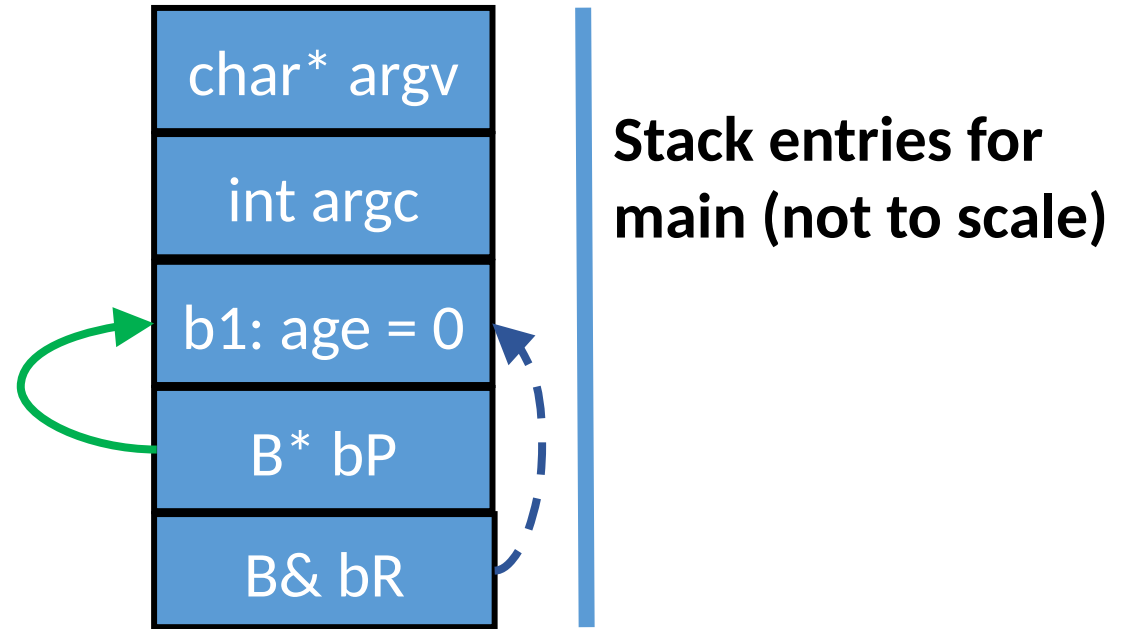 char* argv
int argc
b1: age = 0
B* bP
B& bR
Stack entries for
main (not to scale)